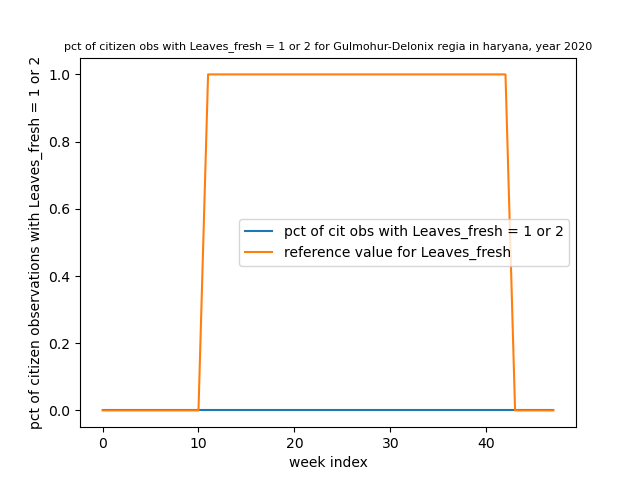 pct of citizen obs with Leaves_fresh = 1 or 2 for Gulmohur-Delonix regia in haryana, year 2020
pct of citizen observations with Leaves_fresh = 1 or 2
1.0
0.8
0.6
0.4
0.2
0.0
pct of cit obs with Leaves_fresh = 1 or 2
reference value for Leaves_fresh
0 10 20 30 40
week index